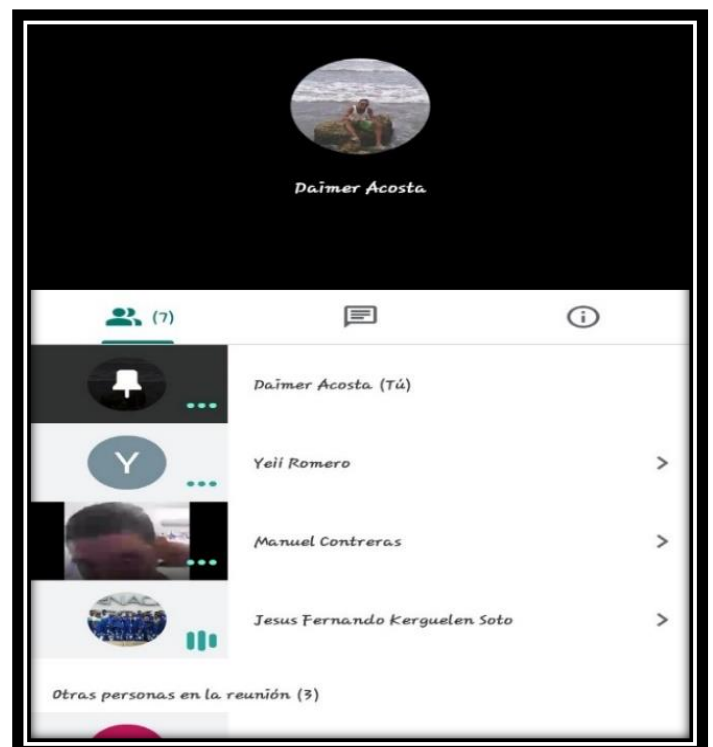 Daimer Acosta
(7)
Daimer Acosta (Tú)
Y
Yeii Romero
Manuel Contreras
Jesus Fernando Kerguelen Soto
Otras personas en la reunión (3)